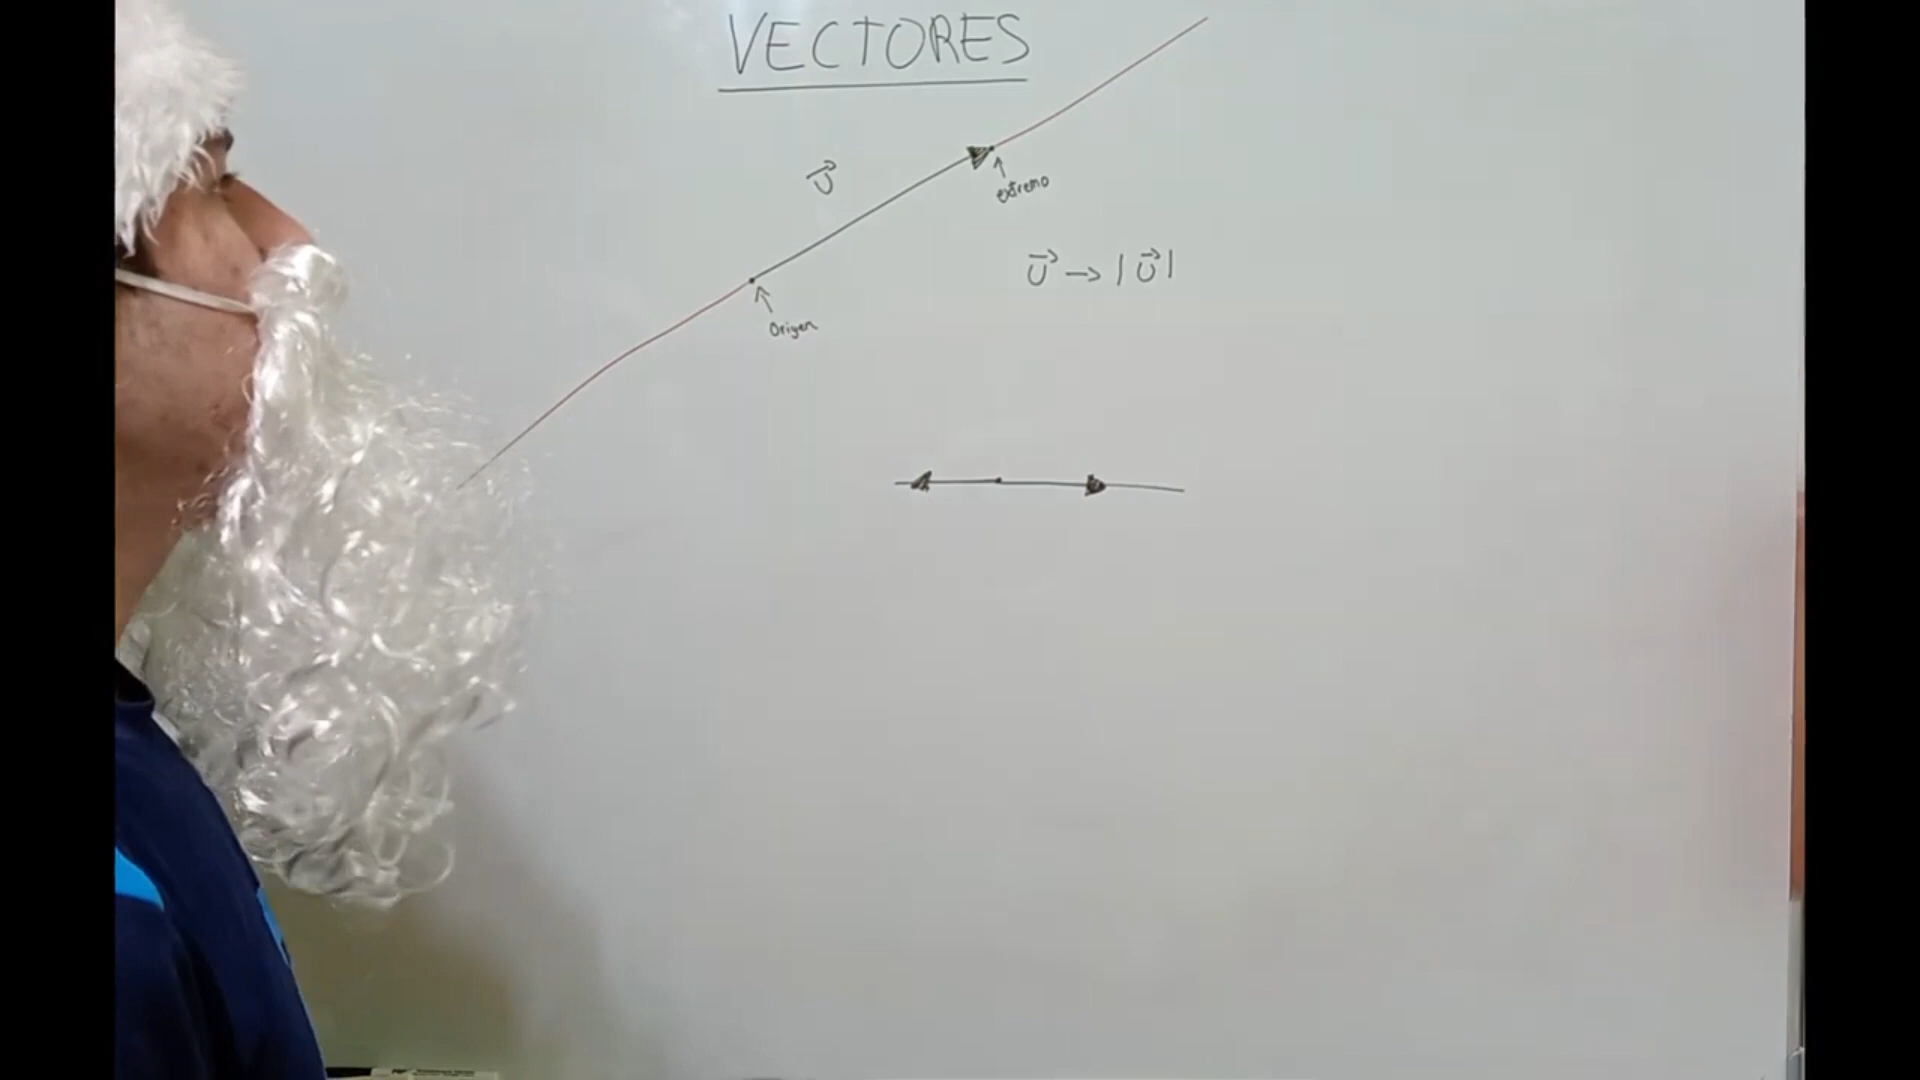 VECTORES
U⃗
extremo
U⃗ → |U⃗|
Origen